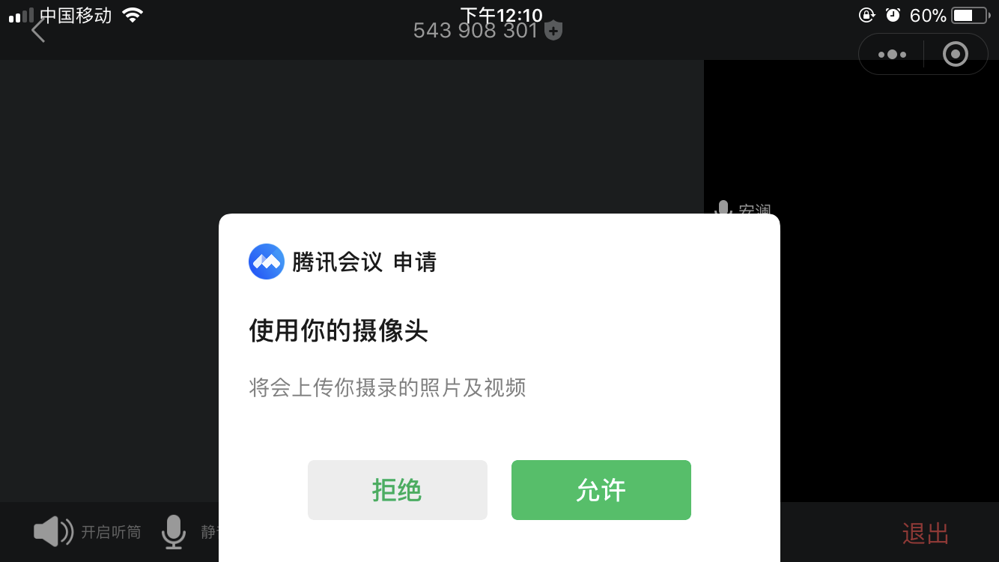 中国移动
下午12:10
60%
543 908 301
安澜
腾讯会议 申请
使用你的摄像头
将会上传你摄录的照片及视频
拒绝
允许
开启听筒
静
退出